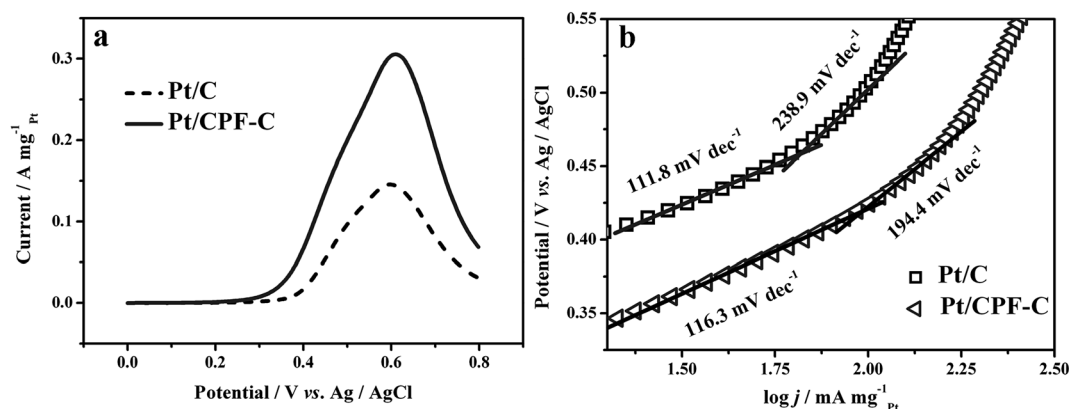 a
Pt/C
Pt/CPF-C
Current / A mg⁻¹Pt
0.3
0.2
0.1
0.0
0.0 0.2 0.4 0.6 0.8
Potential / V vs. Ag / AgCl
b
Potential / V vs. Ag / AgCl
0.55
0.50
0.45
0.40
0.35
111.8 mV dec⁻¹
238.9 mV dec⁻¹
116.3 mV dec⁻¹
194.4 mV dec⁻¹
Pt/C
Pt/CPF-C
1.50 1.75 2.00 2.25 2.50
log j / mA mg⁻¹Pt